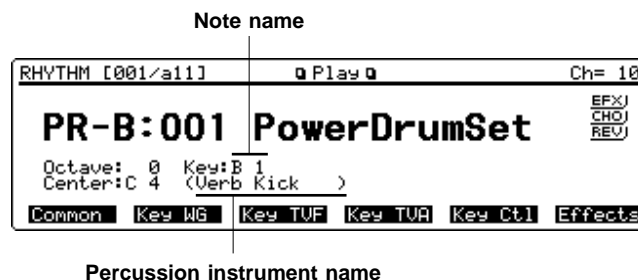 Note name
RHYTHM [001/a11] Play Ch= 10
PR-B:001 PowerDrumSet
EFX
CHO
REV
Octave: 0 Key:B 1
Center:C 4 (Verb Kick )
Common Key WG Key TVF Key TVA Key Ctl Effects
Percussion instrument name